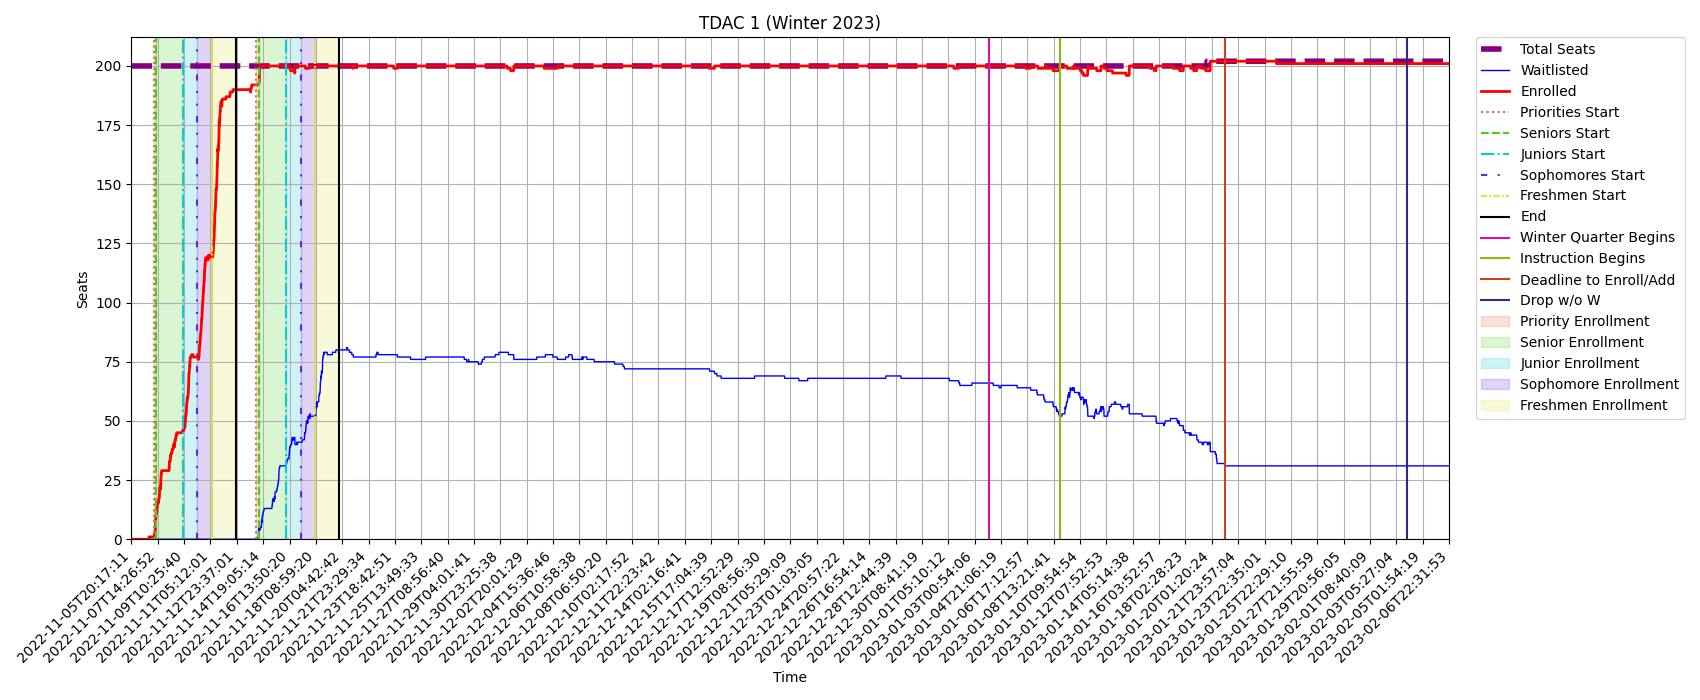 TDAC 1 (Winter 2023)
Seats
200
175
150
125
100
75
50
25
0
2022-11-05T20:17:11
2022-11-07T14:26:52
2022-11-09T10:25:40
2022-11-11T05:12:01
2022-11-12T23:37:01
2022-11-14T19:05:14
2022-11-16T13:50:20
2022-11-18T08:59:20
2022-11-20T04:42:42
2022-11-21T23:29:34
2022-11-23T18:42:51
2022-11-25T13:49:33
2022-11-27T08:56:40
2022-11-29T04:01:41
2022-11-30T23:25:38
2022-12-02T20:01:29
2022-12-04T15:36:46
2022-12-06T10:58:38
2022-12-08T06:50:20
2022-12-10T02:17:52
2022-12-11T22:23:42
2022-12-14T02:16:41
2022-12-15T17:04:39
2022-12-17T12:52:29
2022-12-19T08:56:30
2022-12-21T05:29:09
2022-12-23T01:03:05
2022-12-24T20:57:22
2022-12-26T16:54:14
2022-12-28T12:44:39
2022-12-30T08:41:19
2023-01-01T05:10:12
2023-01-03T00:54:06
2023-01-04T21:06:19
2023-01-06T17:12:57
2023-01-08T13:21:41
2023-01-10T09:54:54
2023-01-12T07:52:53
2023-01-14T05:14:38
2023-01-16T03:52:57
2023-01-18T02:28:23
2023-01-20T01:20:24
2023-01-21T23:57:04
2023-01-23T22:35:01
2023-01-25T22:29:10
2023-01-27T21:55:59
2023-01-29T20:56:05
2023-02-01T08:40:09
2023-02-03T05:27:04
2023-02-05T01:54:19
2023-02-06T22:31:53
Time
Total Seats
Waitlisted
Enrolled
Priorities Start
Seniors Start
Juniors Start
Sophomores Start
Freshmen Start
End
Winter Quarter Begins
Instruction Begins
Deadline to Enroll/Add
Drop w/o W
Priority Enrollment
Senior Enrollment
Junior Enrollment
Sophomore Enrollment
Freshmen Enrollment